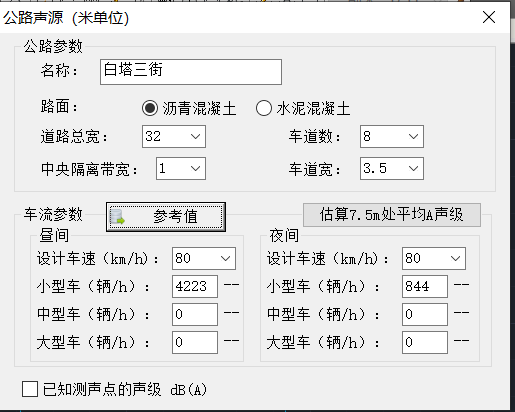 公路声源 (米单位)
公路参数
名称： 白塔三街
路面： 沥青混凝土 水泥混凝土
道路总宽： 32 车道数： 8
中央隔离带宽： 1 车道宽： 3.5
车流参数 参考值 估算7.5m处平均A声级
昼间 夜间
设计车速（km/h)： 80 设计车速（km/h)： 80
小型车（辆/h）： 4223 -- 小型车（辆/h）： 844 --
中型车（辆/h）： 0 -- 中型车（辆/h）： 0 --
大型车（辆/h）： 0 -- 大型车（辆/h）： 0 --
已知测声点的声级 dB(A)